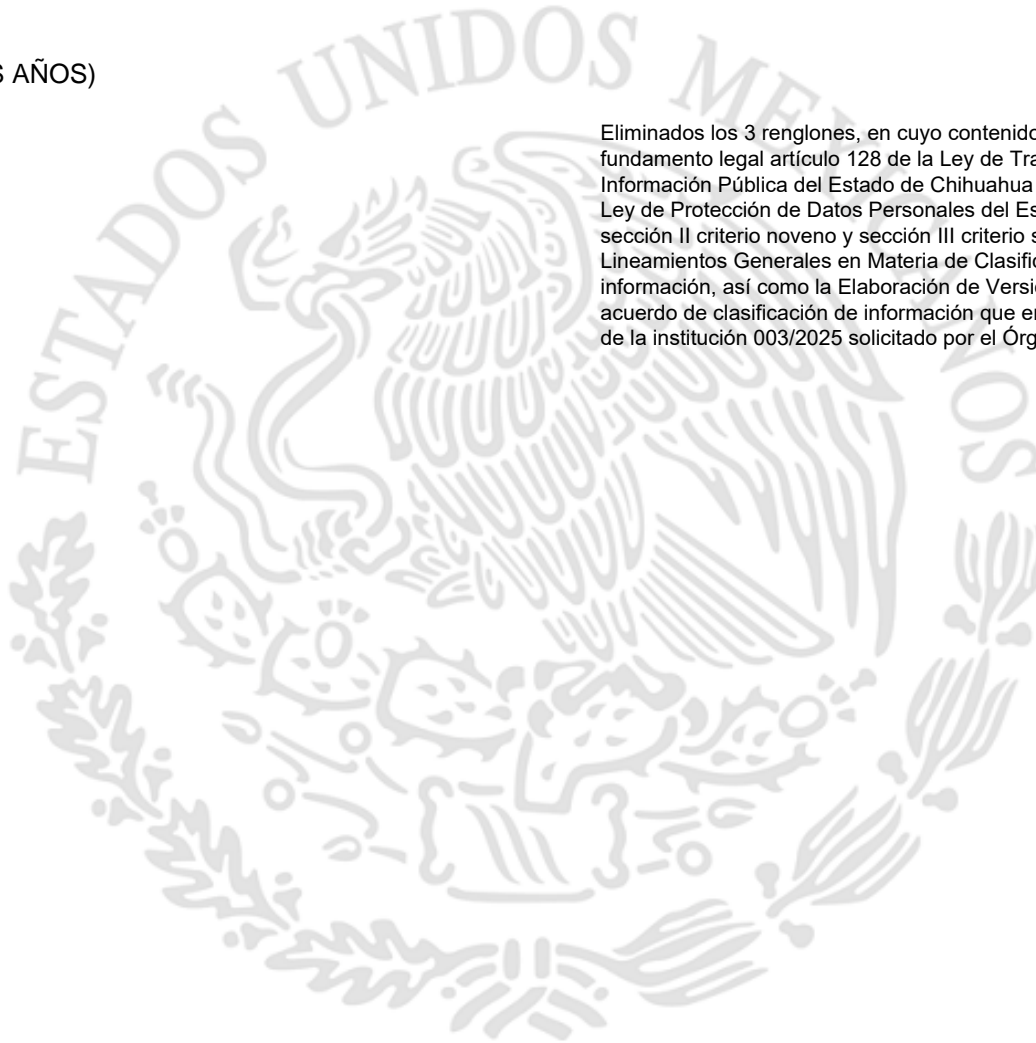 S AÑOS)
ESTADOS UNIDOS MEXICANOS
Eliminados los 3 renglones, en cuyo contenido
fundamento legal artículo 128 de la Ley de Tra
Información Pública del Estado de Chihuahua
Ley de Protección de Datos Personales del Es
sección II criterio noveno y sección III criterio s
Lineamientos Generales en Materia de Clasific
información, así como la Elaboración de Versi
acuerdo de clasificación de información que e
de la institución 003/2025 solicitado por el Órg